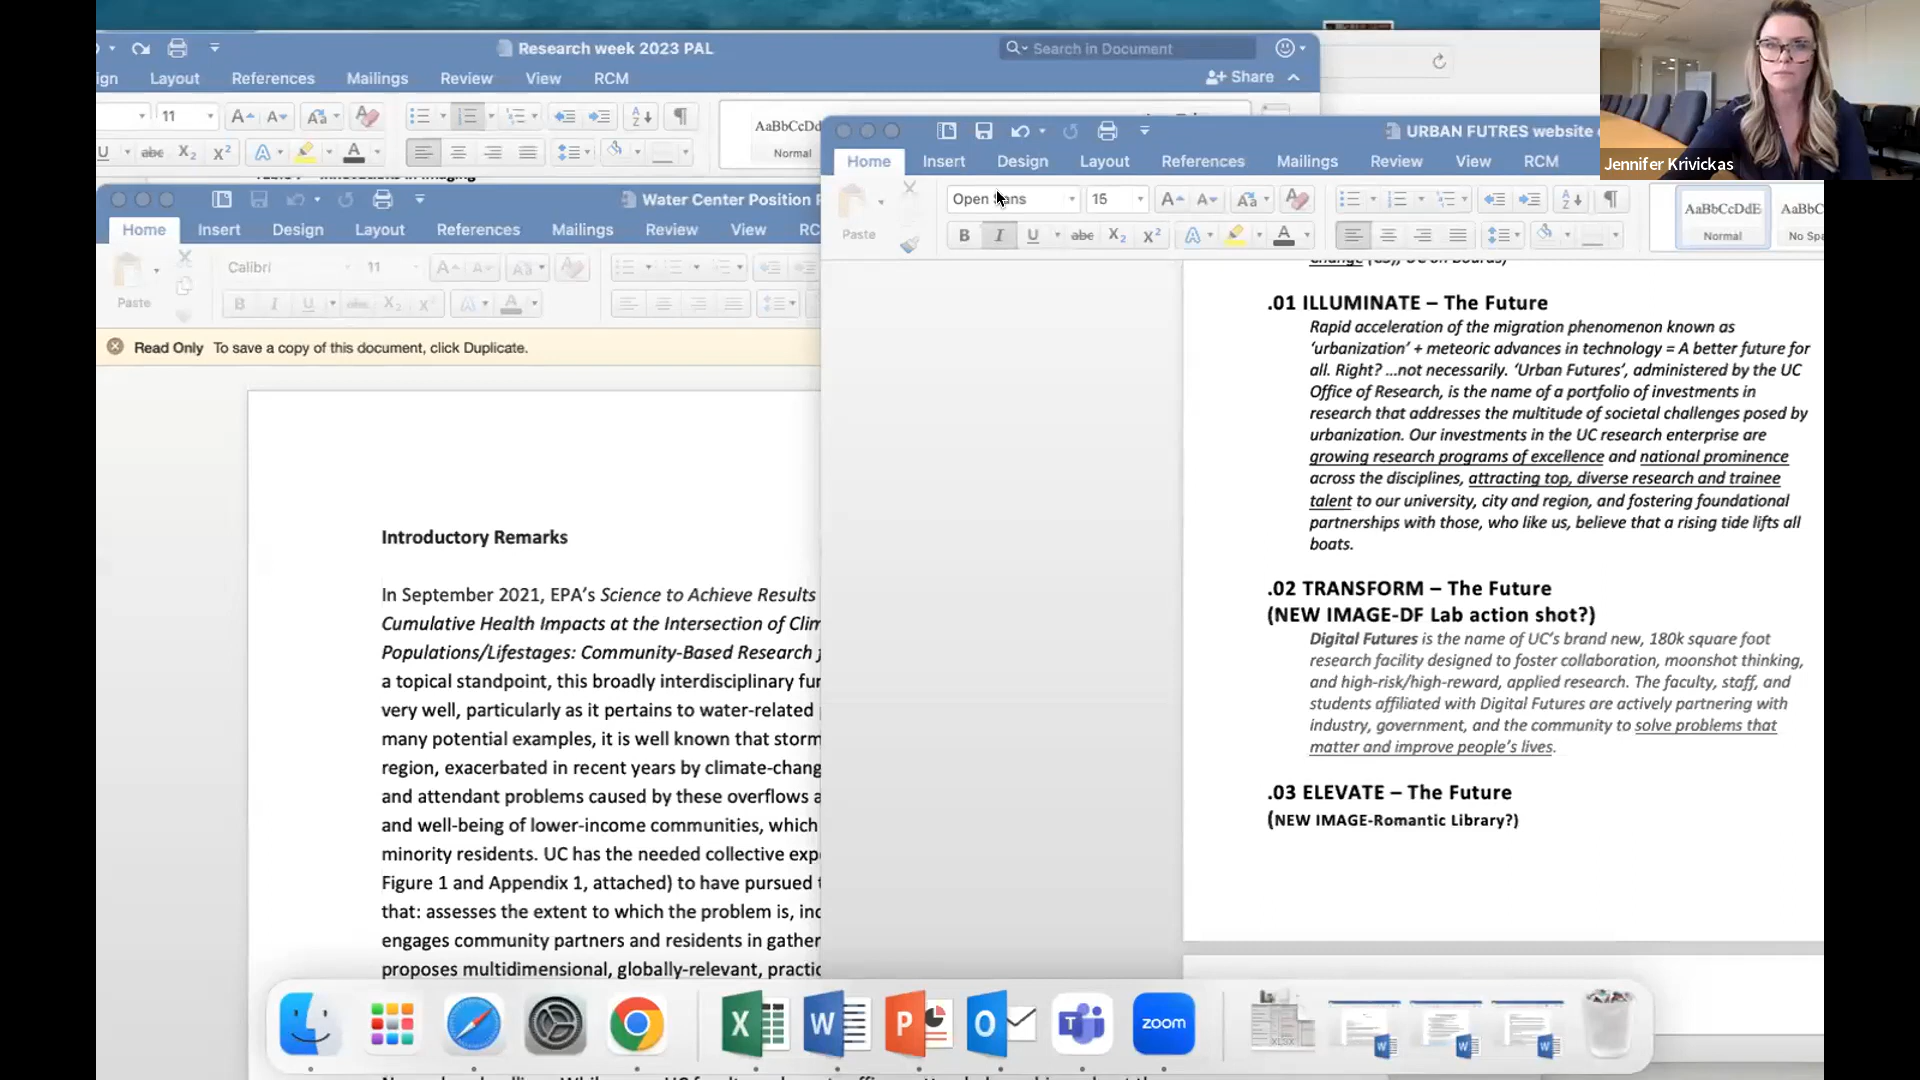 Research week 2023 PAL
Search in Document
Layout References Mailings Review View RCM
Share
11
AaBbCcDd
Normal
Water Center Position
Home Insert Design Layout References Mailings Review View
Paste
Calibri 11
Read Only To save a copy of this document, click Duplicate.
Introductory Remarks
In September 2021, EPA’s Science to Achieve Results
Cumulative Health Impacts at the Intersection of
Populations/Lifestages: Community-Based Research
a topical standpoint, this broadly interdisciplinary
very well, particularly as it pertains to water-related
many potential examples, it is well known that
region, exacerbated in recent years by
and attendant problems caused by these overflows
and well-being of lower-income communities, which
minority residents. UC has the needed collective
Figure 1 and Appendix 1, attached) to have pursued
that: assesses the extent to which the problem is,
engages community partners and residents in
proposes multidimensional, globally-relevant,
URBAN FUTRES website
Home Insert Design Layout References Mailings Review View RCM
Paste
Open Sans 15
AaBbCcDdE
Normal
.01 ILLUMINATE – The Future
Rapid acceleration of the migration phenomenon known as
‘urbanization’ + meteoric advances in technology = A better future for
all. Right? …not necessarily. ‘Urban Futures’, administered by the UC
Office of Research, is the name of a portfolio of investments in
research that addresses the multitude of societal challenges posed by
urbanization. Our investments in the UC research enterprise are
growing research programs of excellence and national prominence
across the disciplines, attracting top, diverse research and trainee
talent to our university, city and region, and fostering foundational
partnerships with those, who like us, believe that a rising tide lifts all
boats.
.02 TRANSFORM – The Future
(NEW IMAGE-DF Lab action shot?)
Digital Futures is the name of UC’s brand new, 180k square foot
research facility designed to foster collaboration, moonshot thinking,
and high-risk/high-reward, applied research. The faculty, staff, and
students affiliated with Digital Futures are actively partnering with
industry, government, and the community to solve problems that
matter and improve people’s lives.
.03 ELEVATE – The Future
(NEW IMAGE-Romantic Library?)
Jennifer Krivickas
zoom